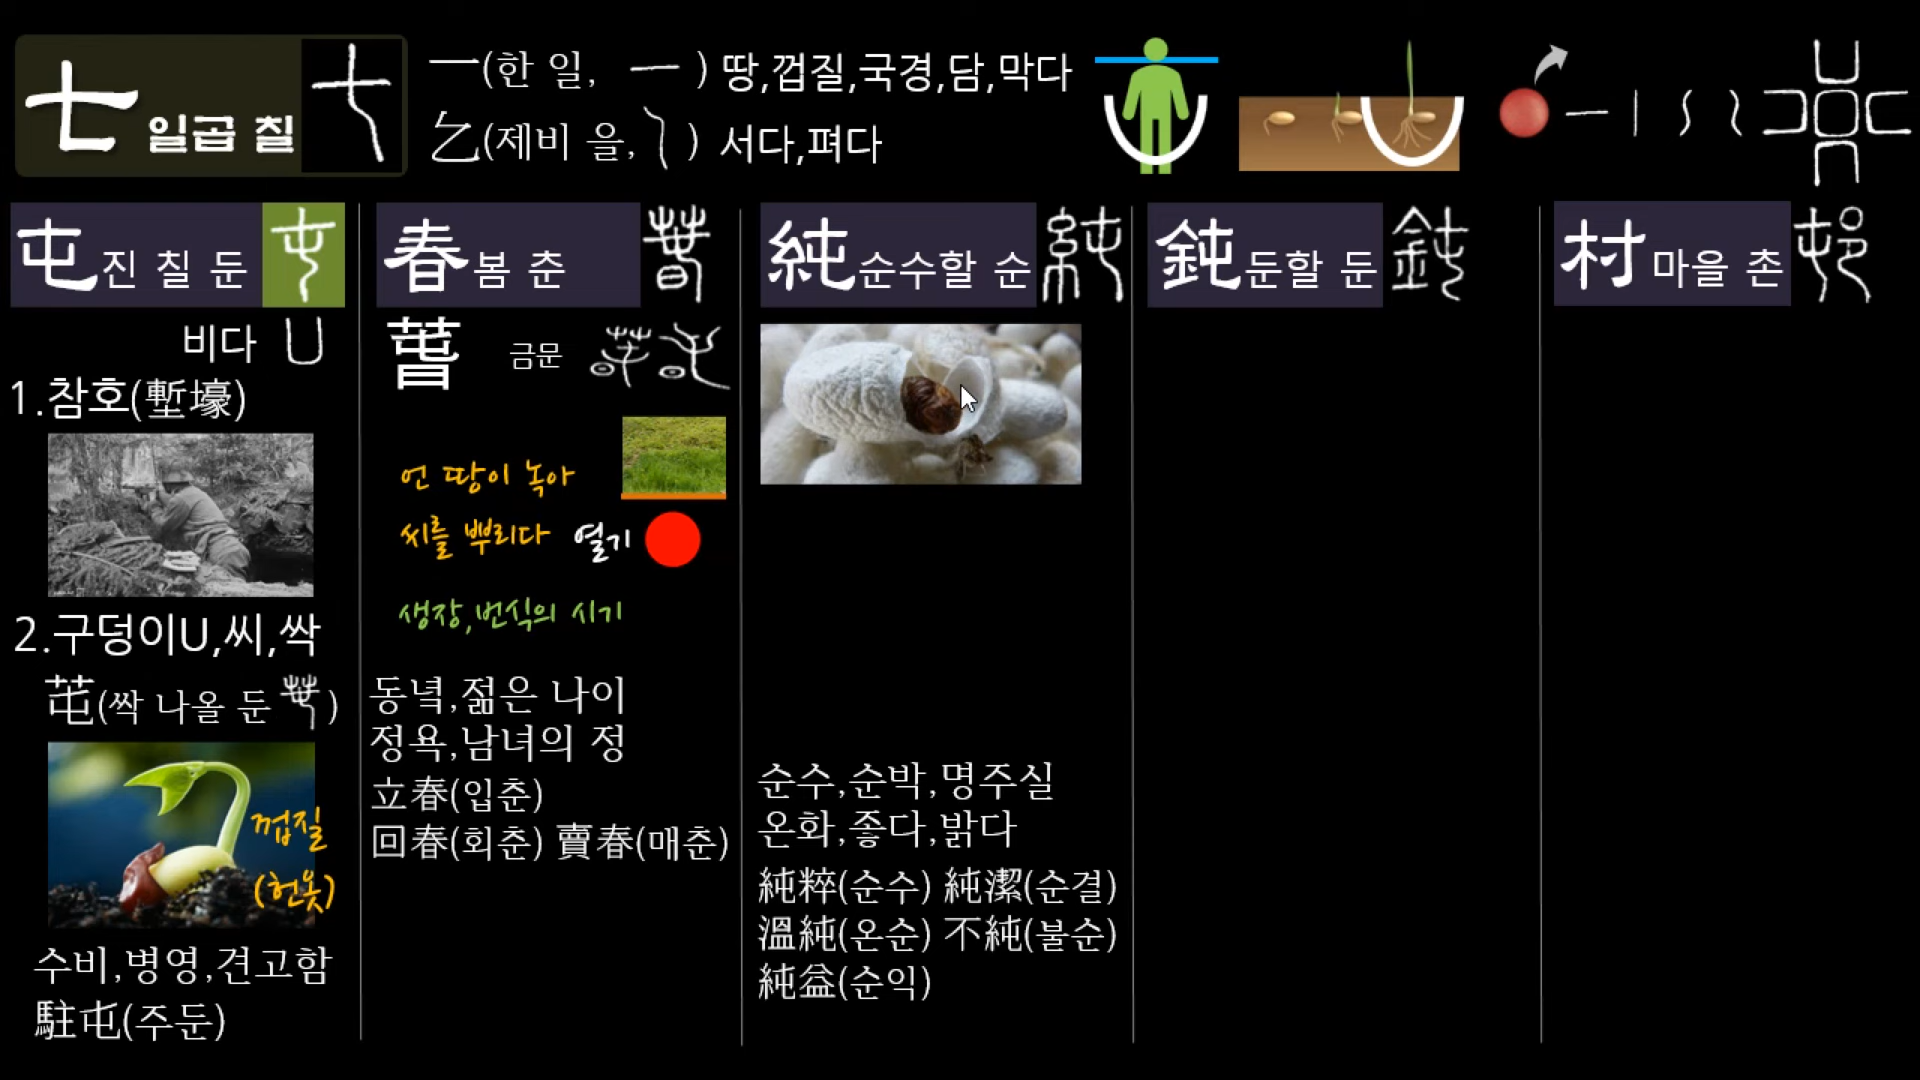 七 일곱 칠
一(한 일, 一 ) 땅,껍질,국경,담,막다
乙(제비 을, ) 서다,펴다
屯 진 칠 둔
비다 U
1.참호(塹壕)
2.구덩이U,씨,싹
芚(싹 나올 둔 )
껍질
(헌옷)
수비,병영,견고함
駐屯(주둔)
春 봄 춘
금문
언 땅이 녹아
씨를 뿌리다 열기
생장,번식의 시기
동녘,젊은 나이
정욕,남녀의 정
立春(입춘)
回春(회춘) 賣春(매춘)
純 순수할 순
순수,순박,명주실
온화,좋다,밝다
純粹(순수) 純潔(순결)
溫純(온순) 不純(불순)
純益(순익)
鈍 둔할 둔
村 마을 촌